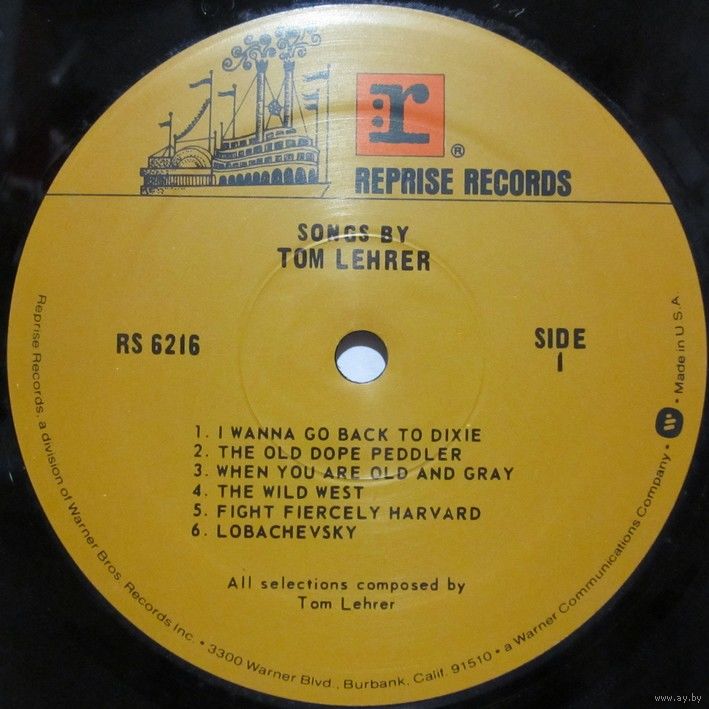 r
®
REPRISE RECORDS
SONGS BY
TOM LEHRER
RS 6216
SIDE
1
1. I WANNA GO BACK TO DIXIE
2. THE OLD DOPE PEDDLER
3. WHEN YOU ARE OLD AND GRAY
4. THE WILD WEST
5. FIGHT FIERCELY HARVARD
6. LOBACHEVSKY
All selections composed by
Tom Lehrer
Reprise Records, a division of Warner Bros. Records Inc. • 3300 Warner Blvd., Burbank, Calif. 91510 • a Warner Communications Company • Made in U.S.A.
www.ay.by